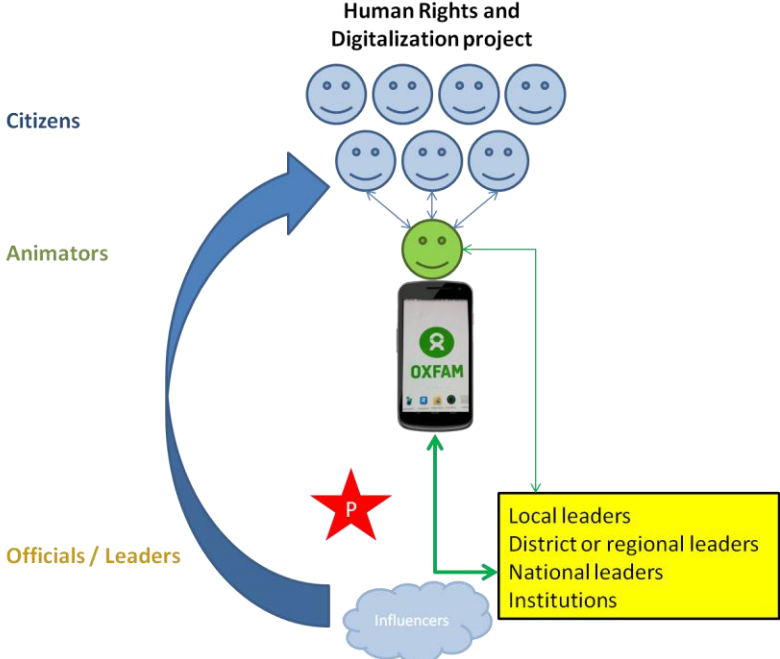 Human Rights and
Digitalization project
Citizens
Animators
OXFAM
P
Officials / Leaders
Local leaders
District or regional leaders
National leaders
Institutions
Influencers